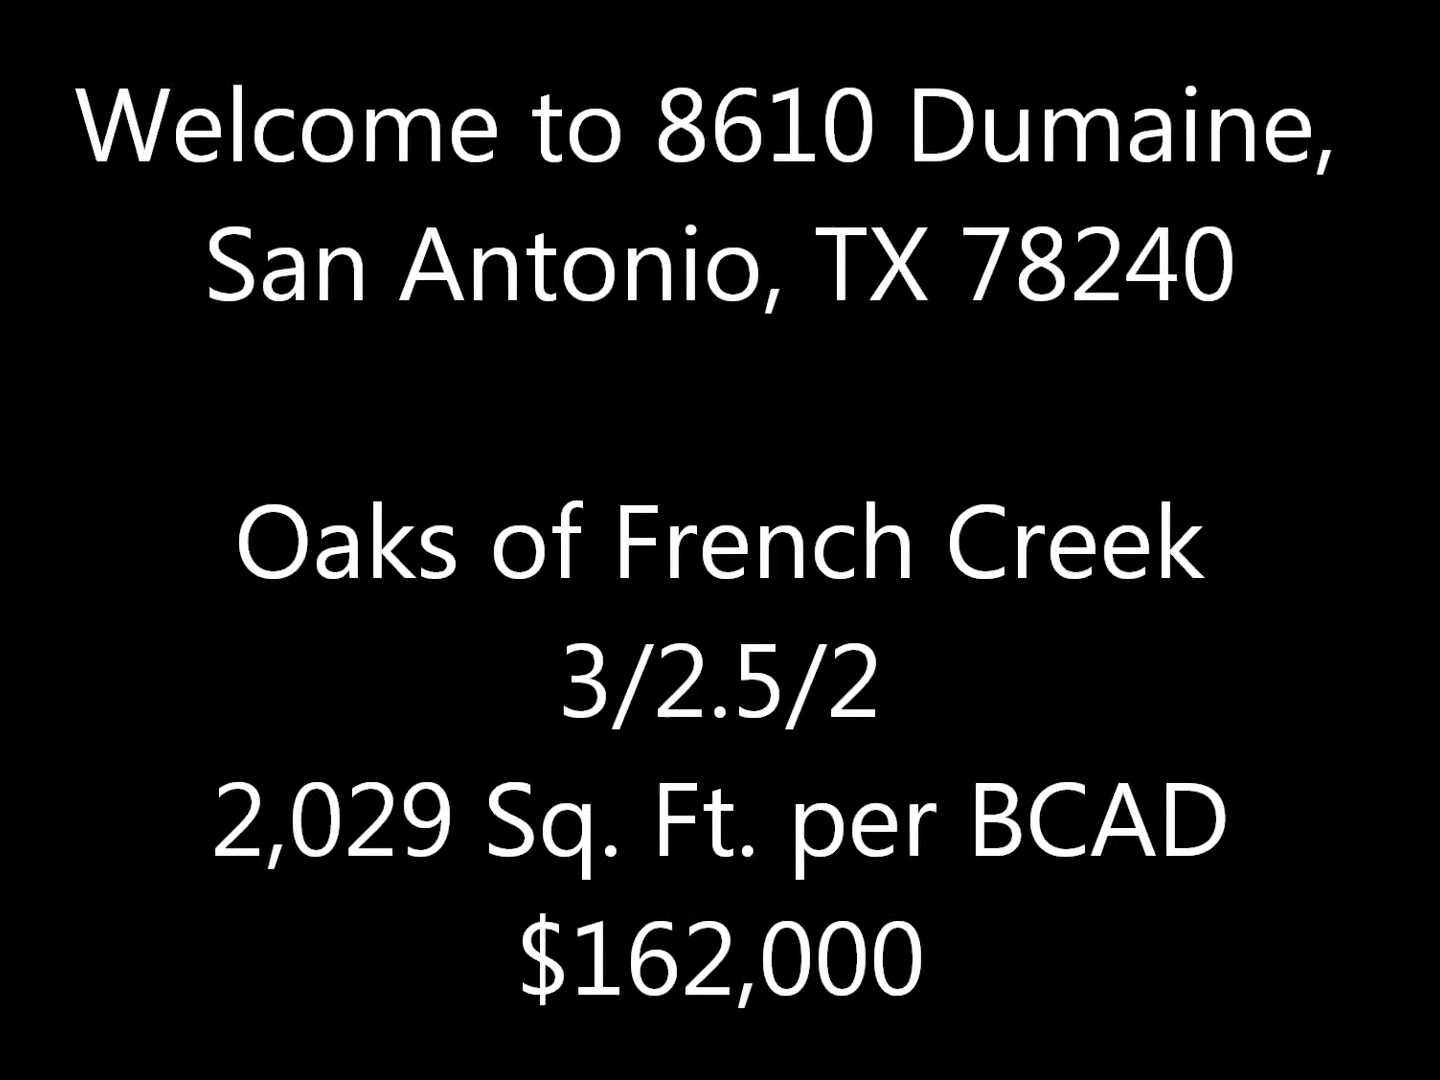 Welcome to 8610 Dumaine,
San Antonio, TX 78240
Oaks of French Creek
3/2.5/2
2,029 Sq. Ft. per BCAD
$162,000